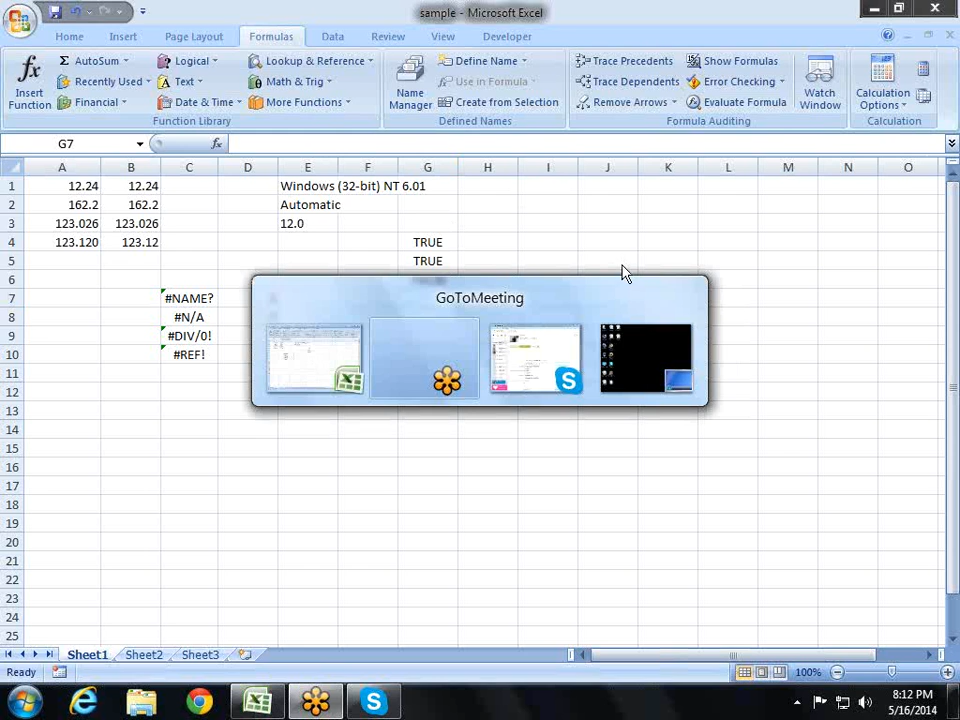 sample - Microsoft Excel
Home Insert Page Layout Formulas Data Review View Developer
fx Insert Function
Σ AutoSum
Recently Used
Financial
Logical
Text
Date & Time
Lookup & Reference
Math & Trig
More Functions
Function Library
Name Manager
Define Name
Use in Formula
Create from Selection
Defined Names
Trace Precedents
Trace Dependents
Remove Arrows
Show Formulas
Error Checking
Evaluate Formula
Formula Auditing
Watch Window
Calculation Options
Calculation
G7 fx
A B C D E F G H I J K L M N O
1 12.24 12.24 Windows (32-bit) NT 6.01
2 162.2 162.2 Automatic
3 123.026 123.026 12.0
4 123.120 123.12 TRUE
5 TRUE
6
7 #NAME?
8 #N/A
9 #DIV/0!
10 #REF!
11
12
13
14
15
16
17
18
19
20
21
22
23
24
25
GoToMeeting
Sheet1 Sheet2 Sheet3
Ready 100%
8:12 PM
5/16/2014